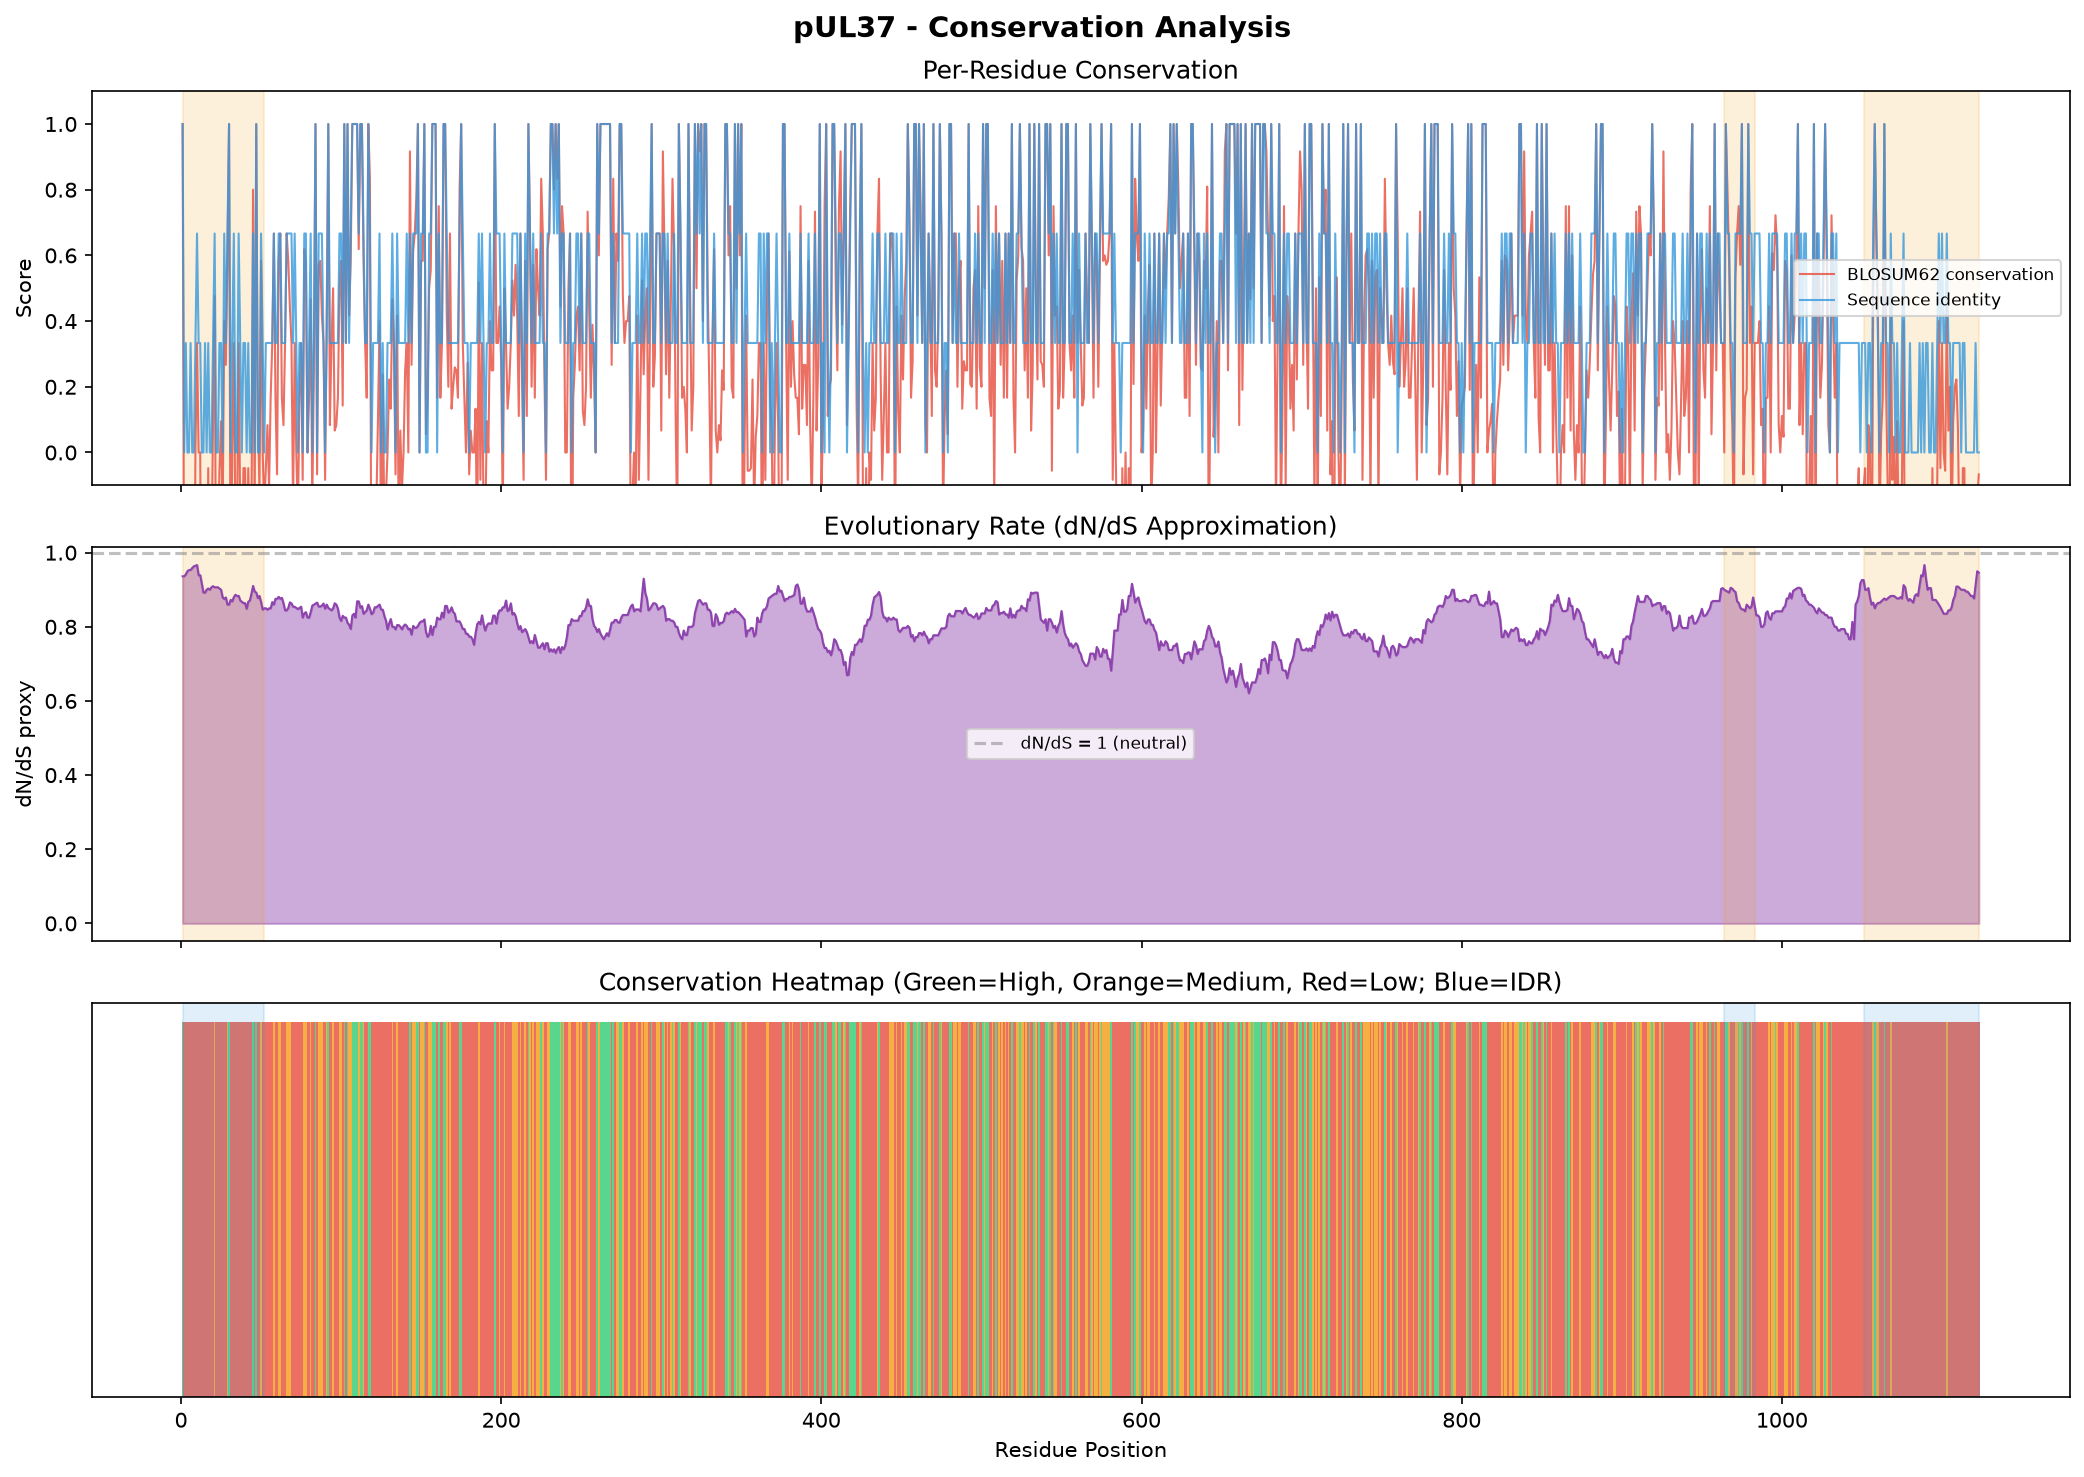 pUL37 - Conservation Analysis
Per-Residue Conservation
Score
1.0
0.8
0.6
0.4
0.2
0.0
BLOSUM62 conservation
Sequence identity
Evolutionary Rate (dN/dS Approximation)
dN/dS proxy
1.0
0.8
0.6
0.4
0.2
0.0
dN/dS = 1 (neutral)
Conservation Heatmap (Green=High, Orange=Medium, Red=Low; Blue=IDR)
0 200 400 600 800 1000
Residue Position